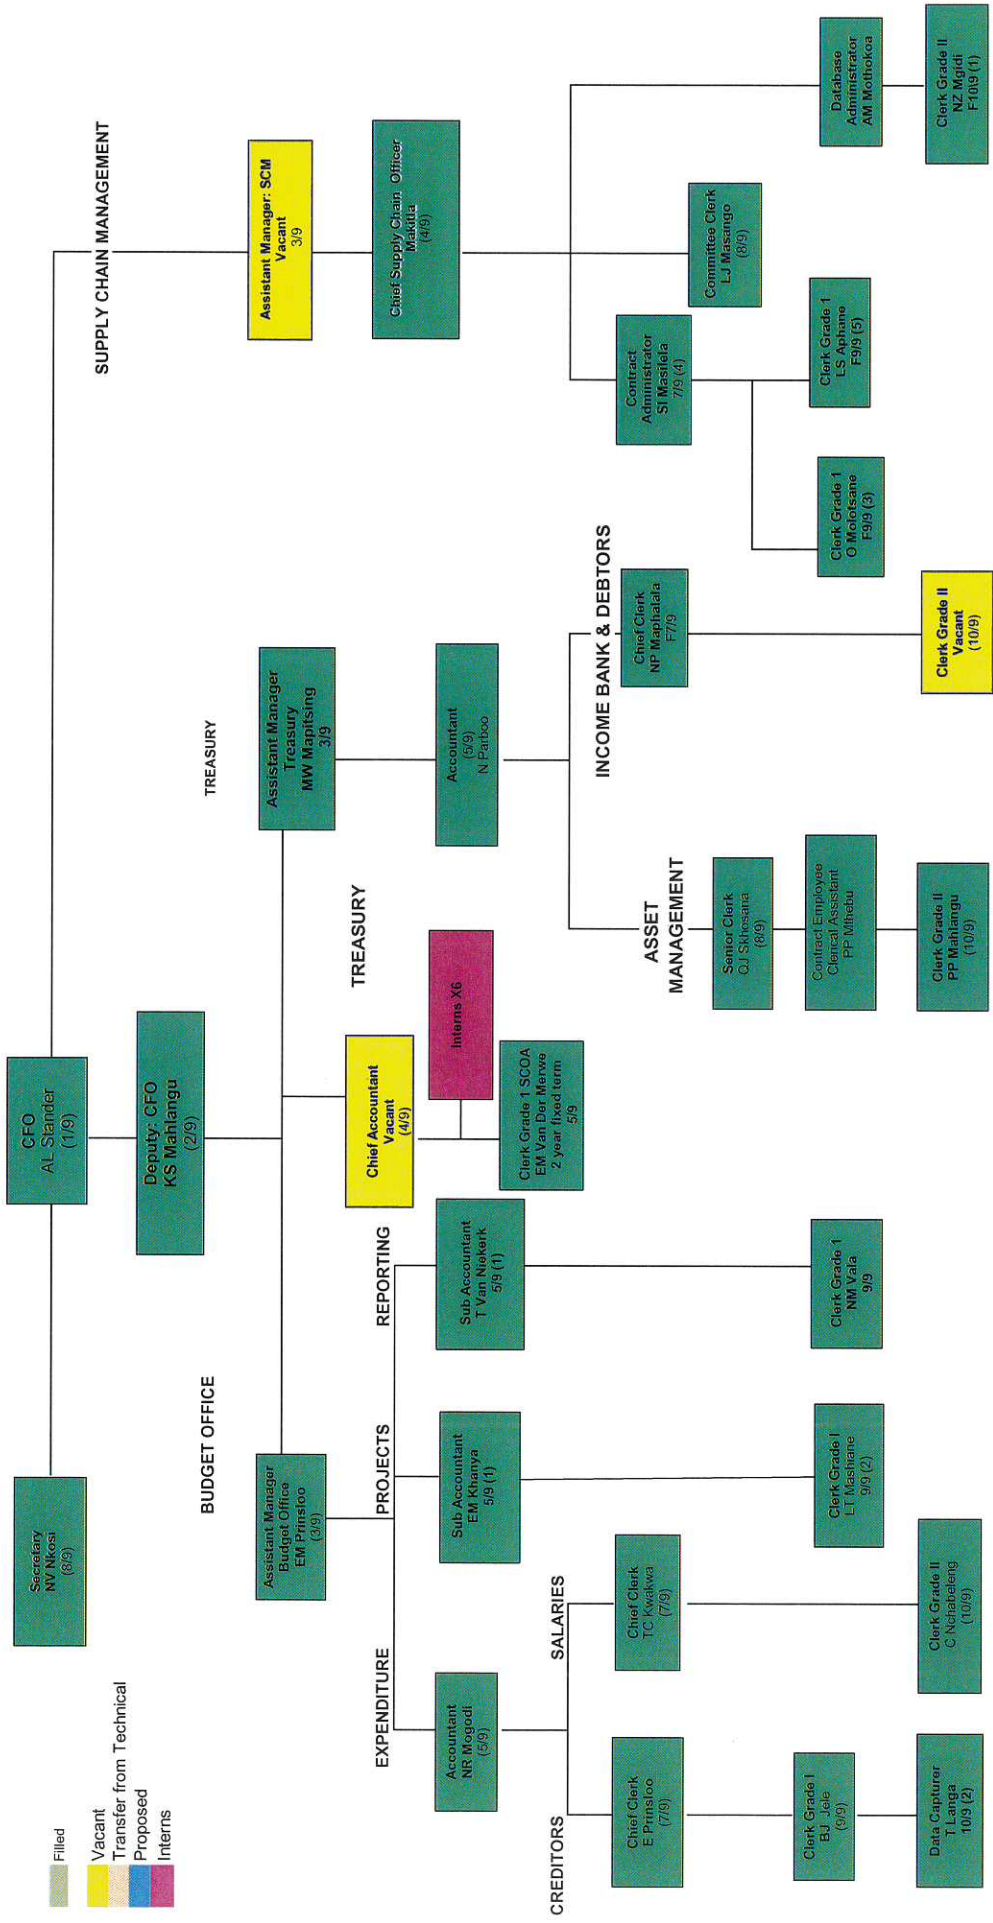 Filled
Vacant
Transfer from Technical
Proposed
Interns
Secretary
NV Nkosi
(8/9)
CFO
AL Stander
(1/9)
Deputy: CFO
KS Mahlangu
(2/9)
BUDGET OFFICE
TREASURY
SUPPLY CHAIN MANAGEMENT
Assistant Manager
Budget Office
EM Prinsloo
(3/9)
Assistant Manager
Treasury
MW Mapitsing
3/9
Assistant Manager: SCM
Vacant
3/9
Chief Accountant
Vacant
(4/9)
TREASURY
Chief Supply Chain Officer
Makitla
(4/9)
EXPENDITURE
PROJECTS
REPORTING
Accountant
NR Mogodi
(5/9)
Sub Accountant
EM Khanya
5/9 (1)
Sub Accountant
T Van Niekerk
5/9 (1)
Interns X6
Clerk Grade 1 SCOA
EM Van Der Merwe
2 year fixed term
5/9
Accountant
(5/9)
N Parboo
CREDITORS
SALARIES
ASSET
MANAGEMENT
INCOME BANK & DEBTORS
Chief Clerk
E Prinsloo
(7/9)
Chief Clerk
TC Kwakwa
(7/9)
Senior Clerk
QJ Skhosana
(8/9)
Chief Clerk
NP Maphalala
F7/9
Contract
Administrator
SI Masilela
7/9 (4)
Committee Clerk
LJ Masango
(8/9)
Database
Administrator
AM Mothokoa
Clerk Grade I
BJ Jele
(9/9)
Clerk Grade I
LT Mashiane
9/9 (2)
Clerk Grade 1
NM Vala
9/9
Contract Employee
Clerical Assistant
PP Mthebu
Clerk Grade 1
O Molotsane
F9/9 (3)
Clerk Grade 1
LS Aphane
F9/9 (5)
Data Capturer
T Langa
10/9 (2)
Clerk Grade II
C Nchabeleng
(10/9)
Clerk Grade II
PP Mahlangu
(10/9)
Clerk Grade II
Vacant
(10/9)
Clerk Grade II
NZ Mgidi
F10\9 (1)